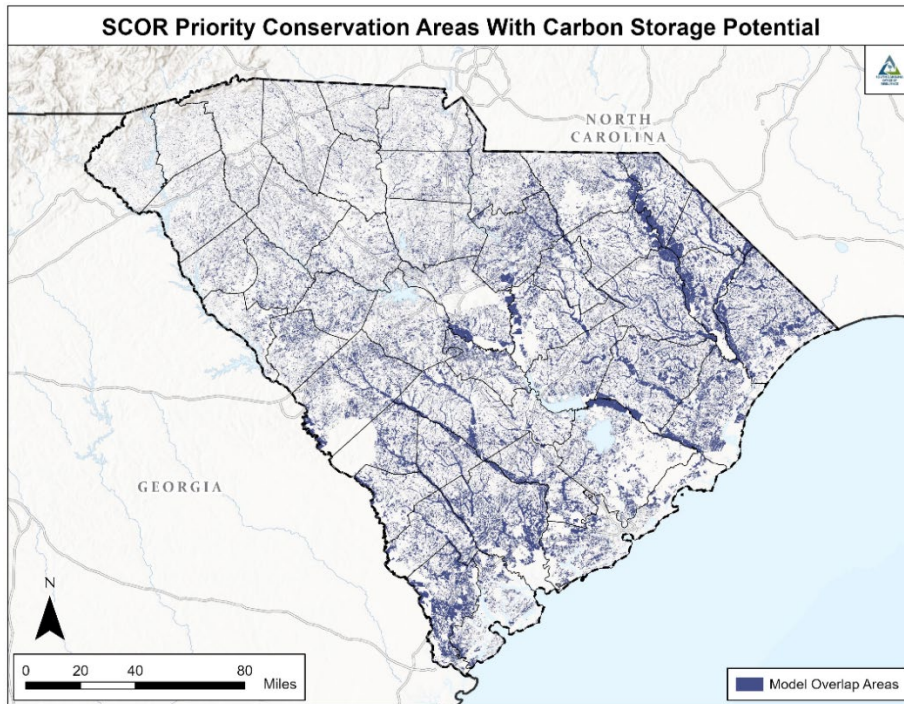 SCOR Priority Conservation Areas With Carbon Storage Potential
NORTH
CAROLINA
GEORGIA
N
0 20 40 80
Miles
Model Overlap Areas